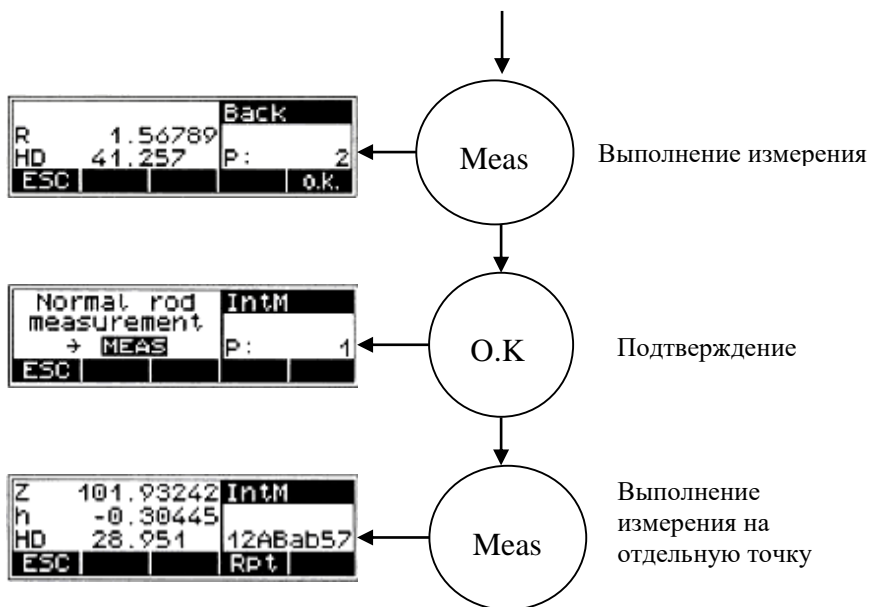 Back
R 1.56789
HD 41.257 P: 2
ESC o.k.
Meas
Выполнение измерения
Normal rod IntM
measurement
→ MEAS P: 1
ESC
O.K
Подтверждение
Z 101.93242 IntM
h -0.30445
HD 28.951 12ABab57
ESC Rpt
Meas
Выполнение
измерения на
отдельную точку